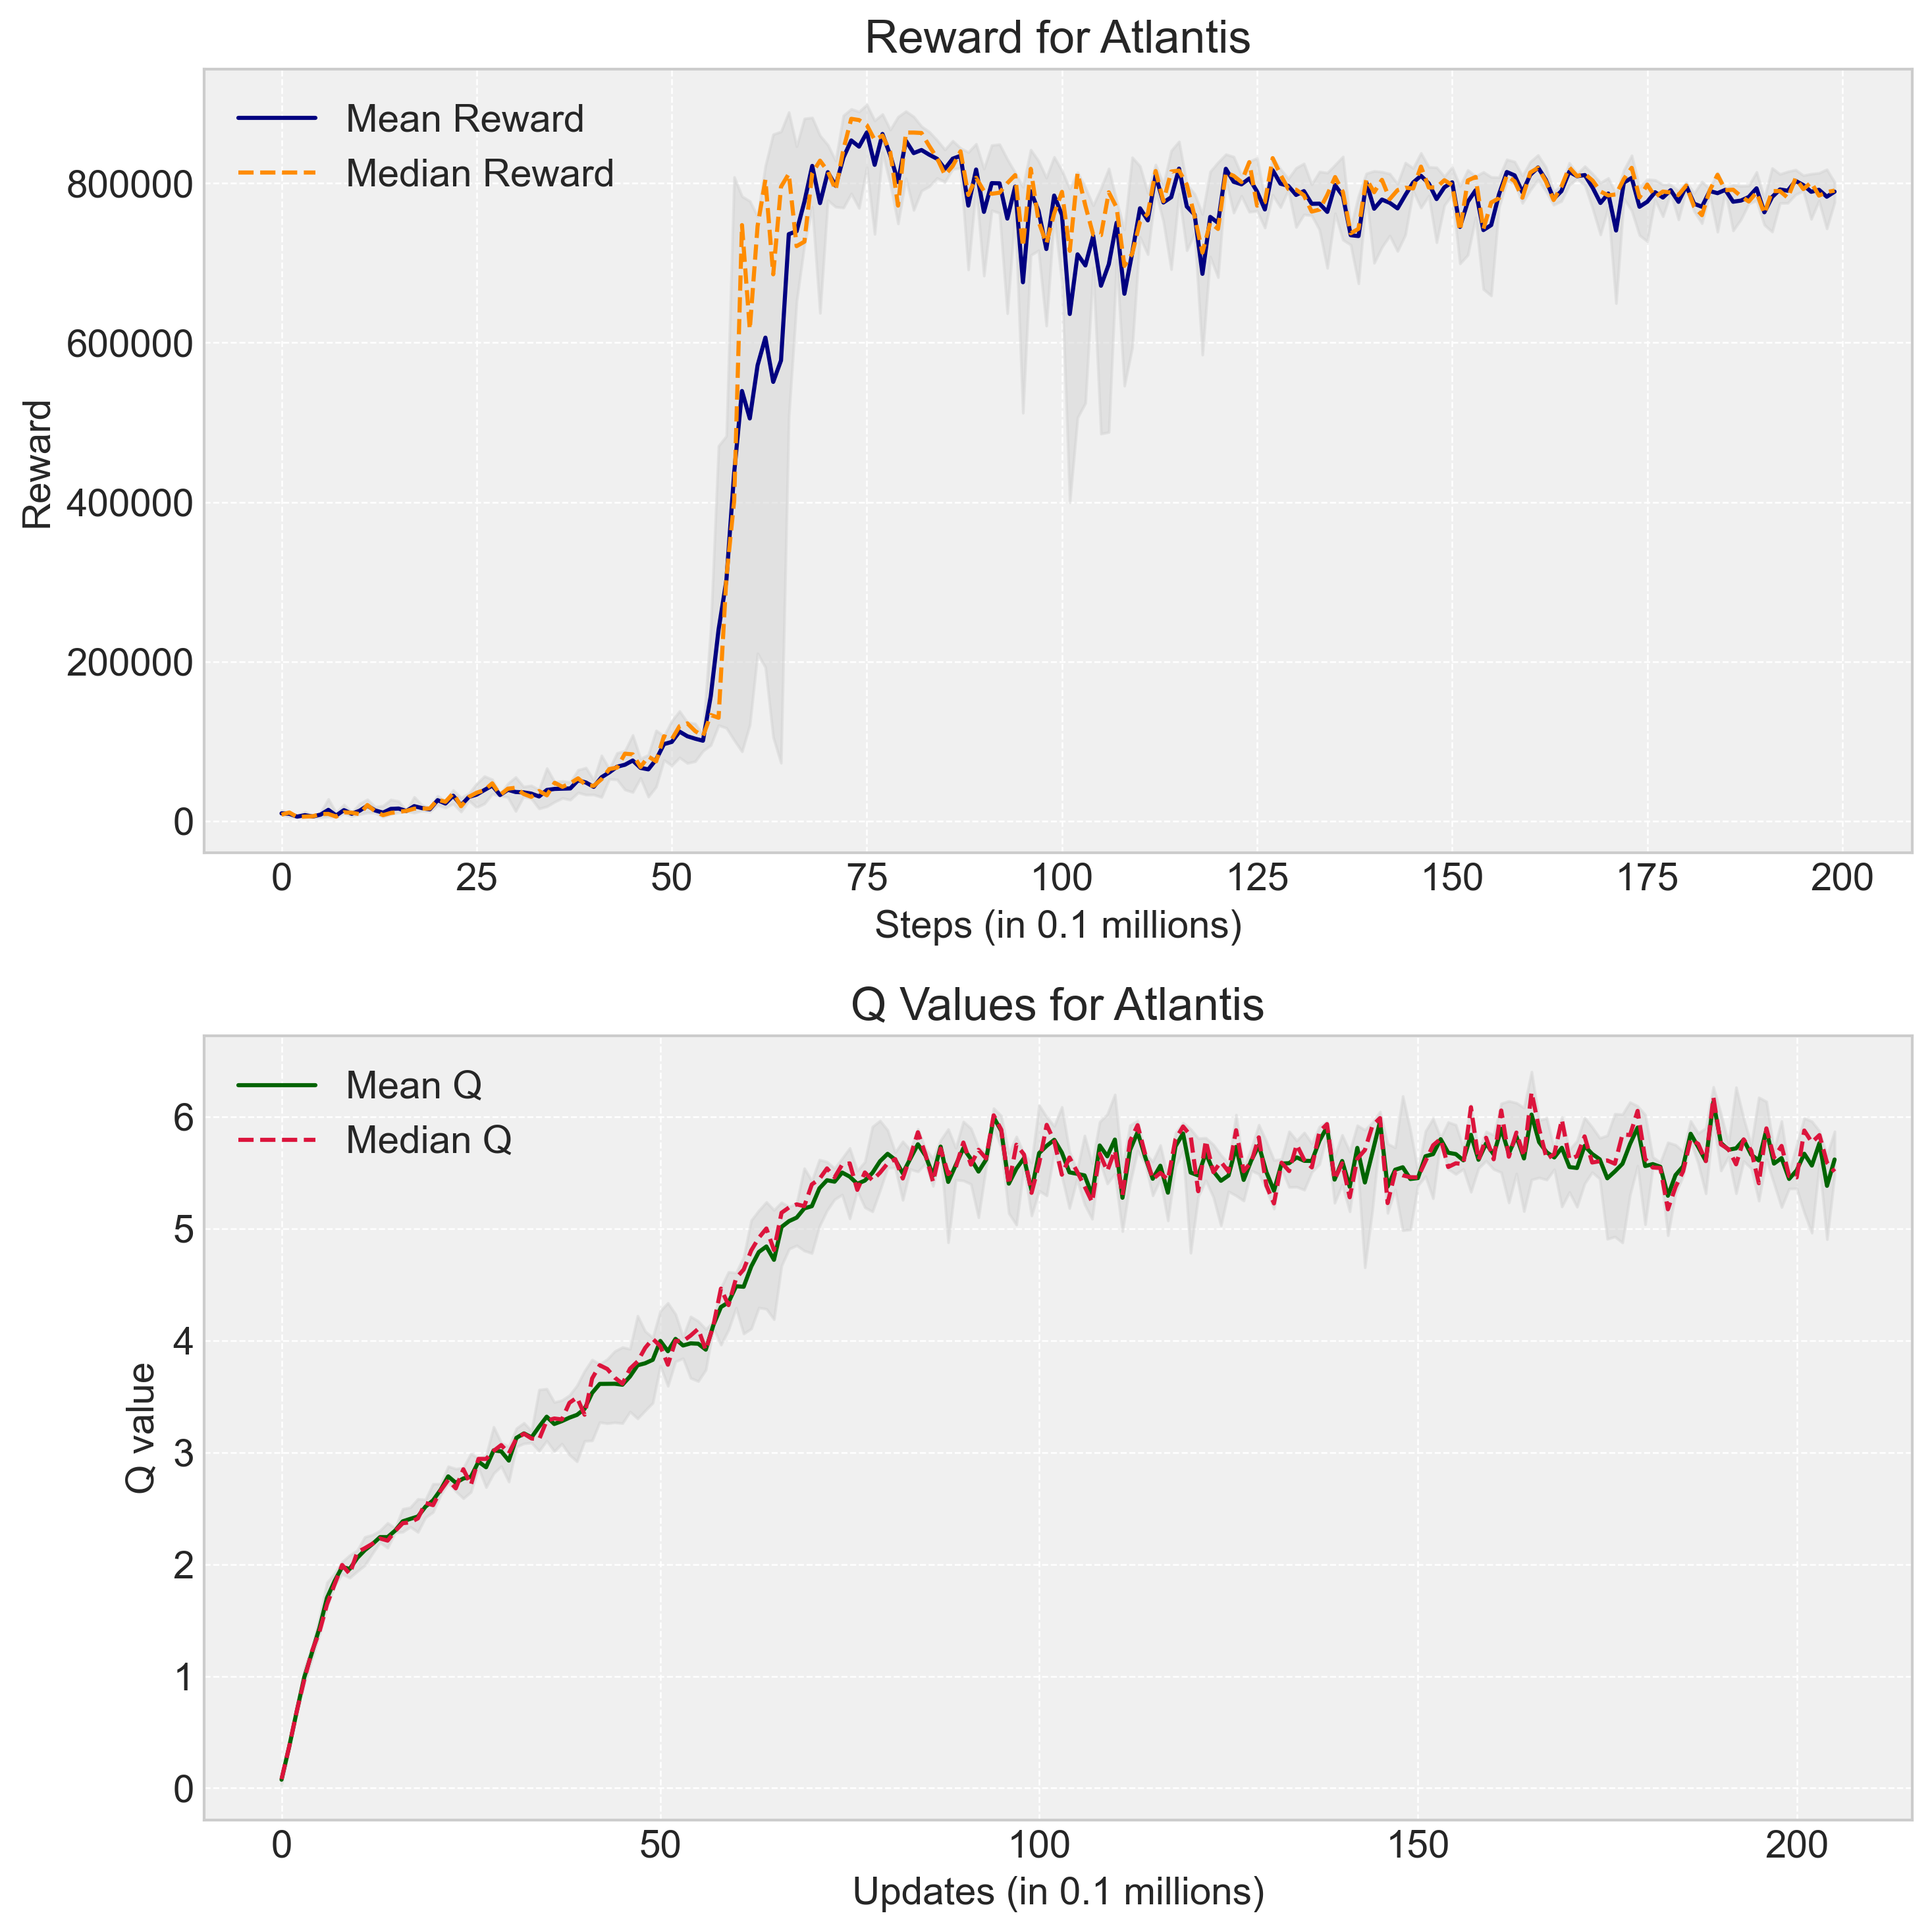 Reward for Atlantis
Mean Reward
Median Reward
800000
600000
400000
200000
0
Reward
0 25 50 75 100 125 150 175 200
Steps (in 0.1 millions)
Q Values for Atlantis
Mean Q
Median Q
6
5
4
3
2
1
0
Q value
0 50 100 150 200
Updates (in 0.1 millions)